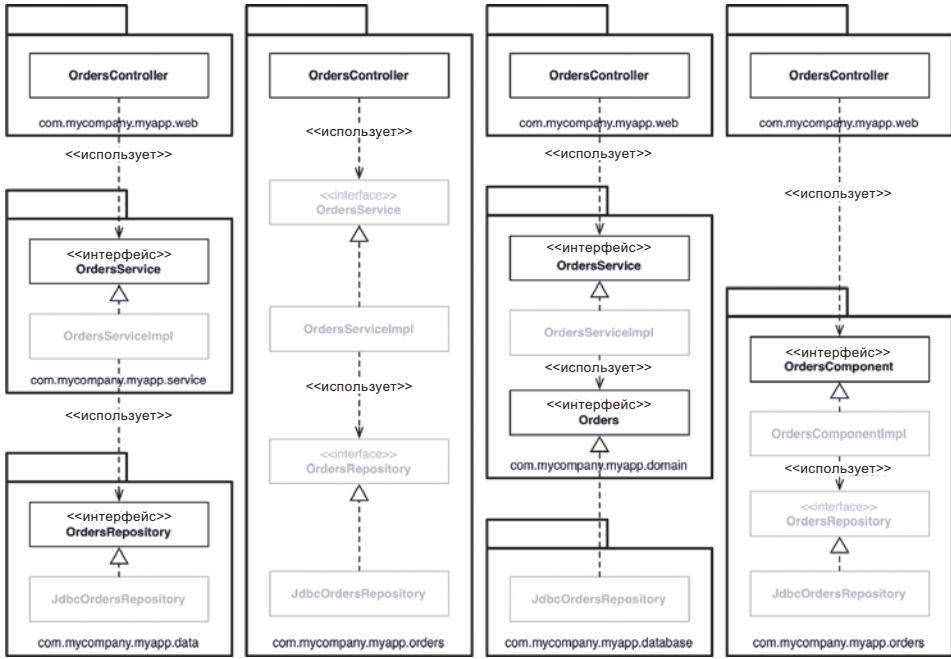 OrdersController
com.mycompany.myapp.web
<<использует>>
<<интерфейс>>
OrdersService
OrdersServiceImpl
com.mycompany.myapp.service
<<использует>>
<<интерфейс>>
OrdersRepository
JdbcOrdersRepository
com.mycompany.myapp.data
OrdersController
<<использует>>
<<interface>>
OrdersService
OrdersServiceImpl
<<использует>>
<<interface>>
OrdersRepository
JdbcOrdersRepository
com.mycompany.myapp.orders
OrdersController
com.mycompany.myapp.web
<<использует>>
<<интерфейс>>
OrdersService
OrdersServiceImpl
<<использует>>
<<интерфейс>>
Orders
com.mycompany.myapp.domain
JdbcOrdersRepository
com.mycompany.myapp.database
OrdersController
com.mycompany.myapp.web
<<использует>>
<<интерфейс>>
OrdersComponent
OrdersComponentImpl
<<использует>>
<<interface>>
OrdersRepository
JdbcOrdersRepository
com.mycompany.myapp.orders